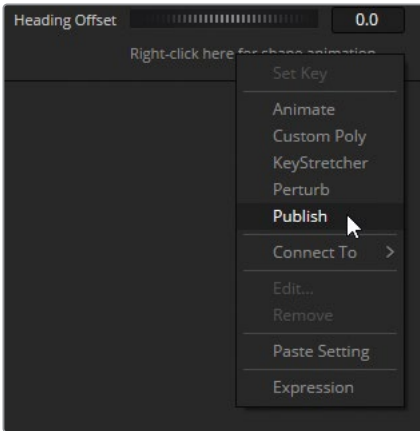 Heading Offset 0.0
Right-click here for shape animation
Set Key
Animate
Custom Poly
KeyStretcher
Perturb
Publish
Connect To >
Edit...
Remove
Paste Setting
Expression